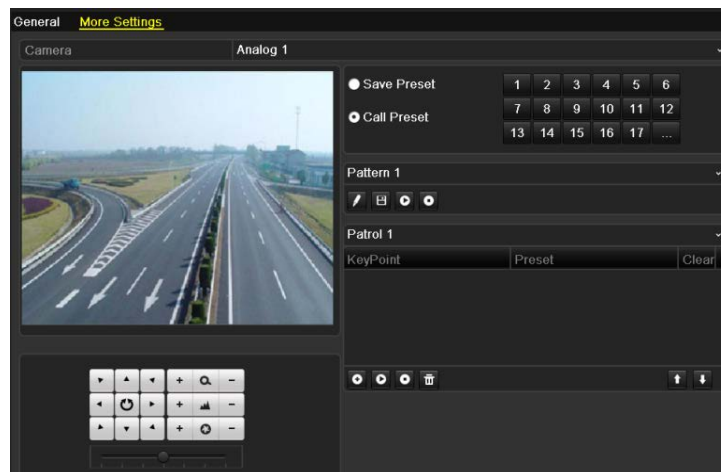 General More Settings
Camera Analog 1
Save Preset
Call Preset
1 2 3 4 5 6
7 8 9 10 11 12
13 14 15 16 17 ...
Pattern 1
Patrol 1
KeyPoint Preset Clear